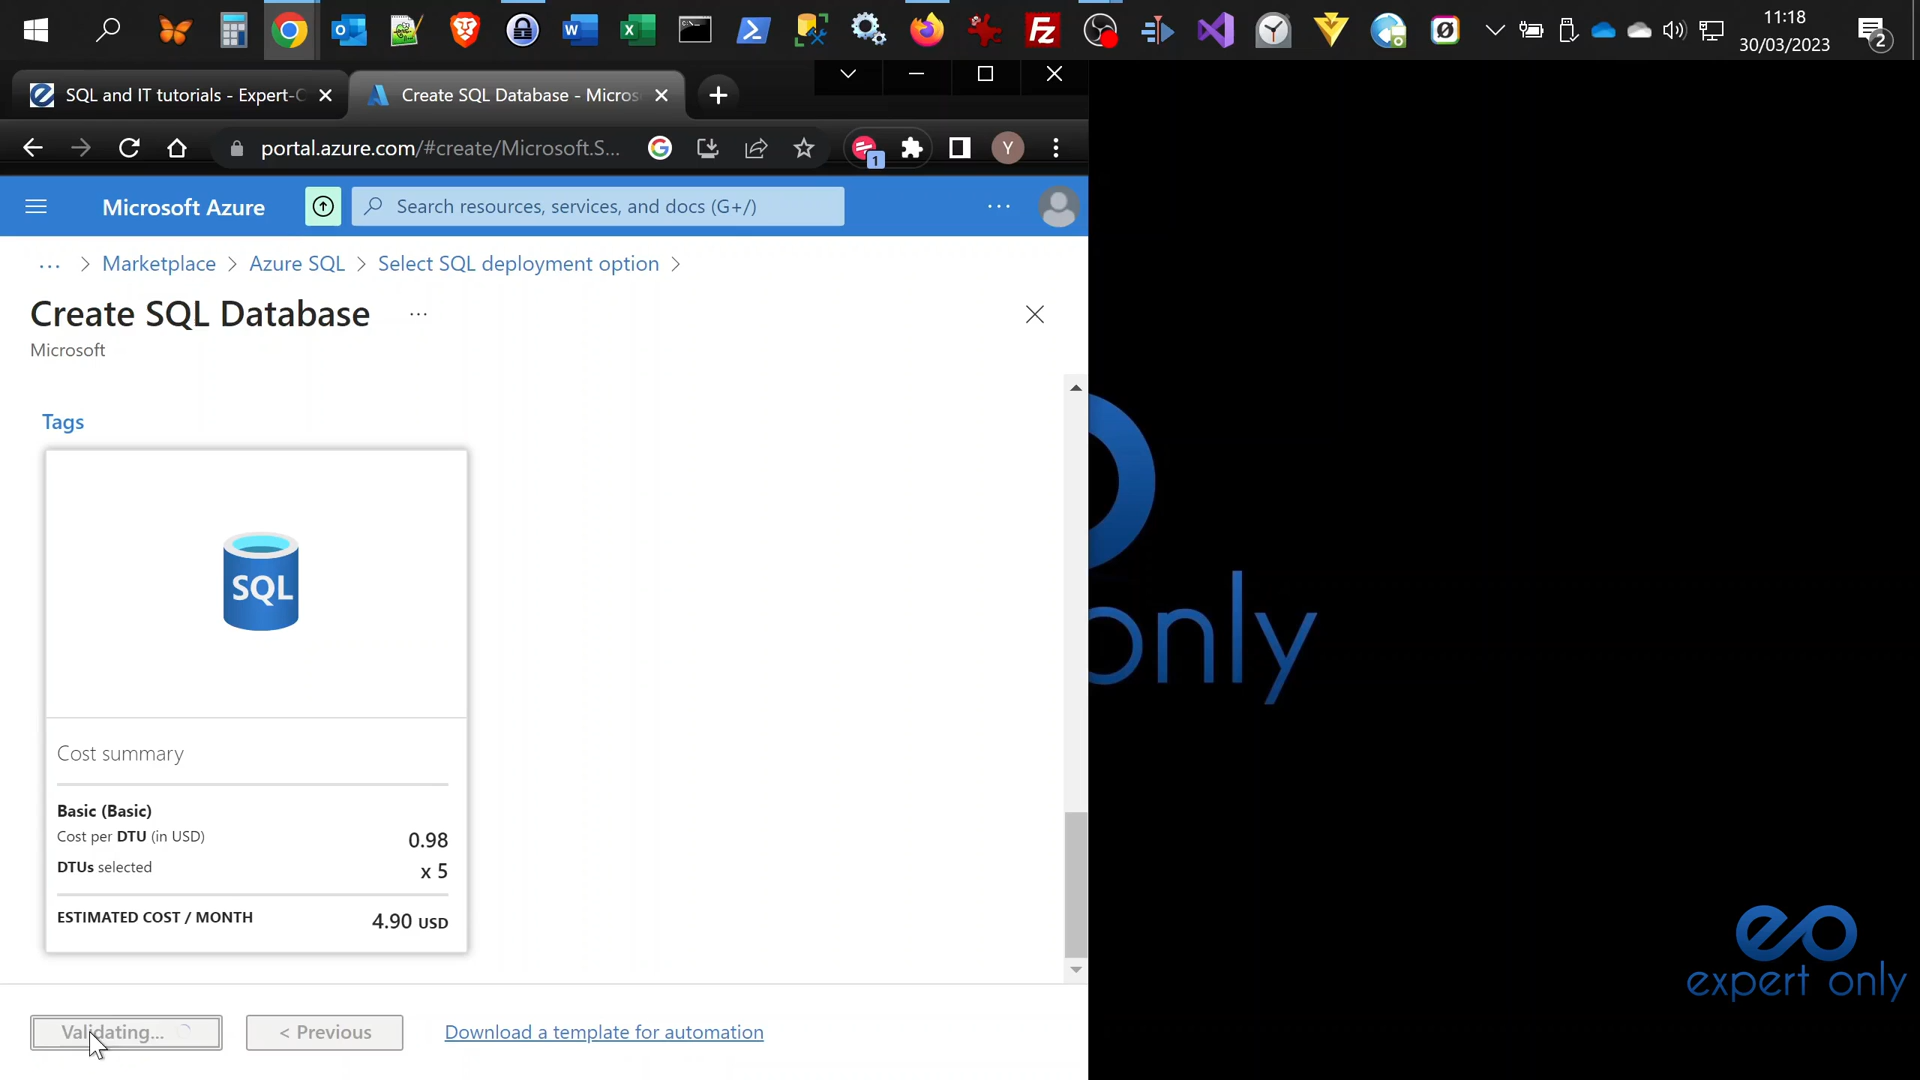 11:18
30/03/2023
2
SQL and IT tutorials - Expert-O
Create SQL Database - Micros
portal.azure.com/#create/Microsoft.S...
1
Y
Microsoft Azure
Search resources, services, and docs (G+/)
... > Marketplace > Azure SQL > Select SQL deployment option >
Create SQL Database ...
Microsoft
Tags
SQL
Cost summary
Basic (Basic)
Cost per DTU (in USD) 0.98
DTUs selected x 5
ESTIMATED COST / MONTH 4.90 USD
Validating...
< Previous
Download a template for automation
only
eo
expert only